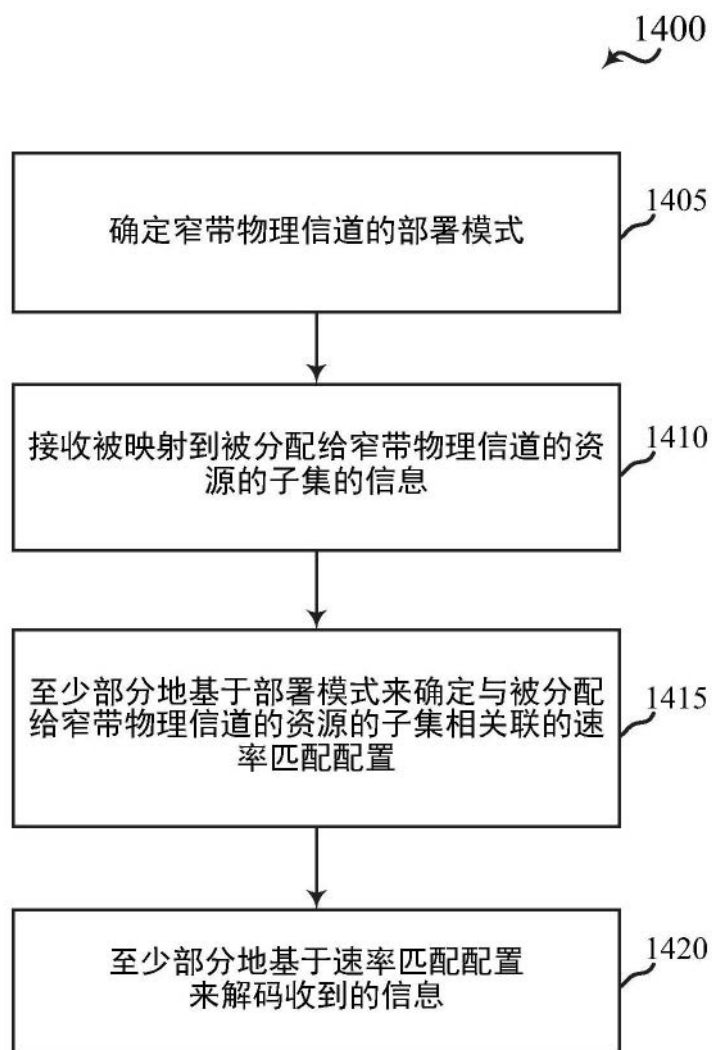 1400
确定窄带物理信道的部署模式
1405
接收被映射到被分配给窄带物理信道的资
源的子集的信息
1410
至少部分地基于部署模式来确定与被分配
给窄带物理信道的资源的子集相关联的速
率匹配配置
1415
至少部分地基于速率匹配配置
来解码收到的信息
1420